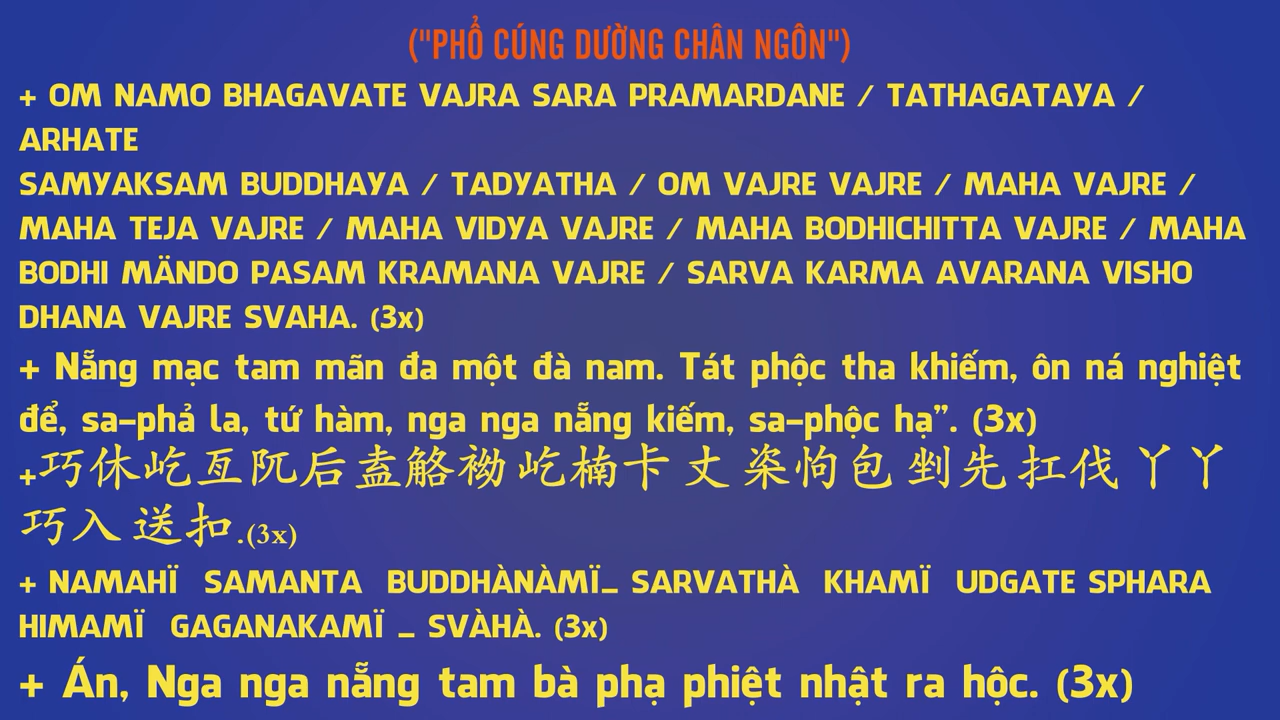 ("PHỔ CÚNG DƯỜNG CHÂN NGÔN")
+ OM NAMO BHAGAVATE VAJRA SARA PRAMARDANE / TATHAGATAYA /
ARHATE
SAMYAKSAM BUDDHAYA / TADYATHA / OM VAJRE VAJRE / MAHA VAJRE /
MAHA TEJA VAJRE / MAHA VIDYA VAJRE / MAHA BODHICHITTA VAJRE / MAHA
BODHI MÄNDO PASAM KRAMANA VAJRE / SARVA KARMA AVARANA VISHO
DHANA VAJRE SVAHA. (3x)
+ Nẵng mạc tam mãn đa một đà nam. Tát phộc tha khiếm, ôn ná nghiệt
để, sa-phả la, tứ hàm, nga nga nẵng kiếm, sa-phộc hạ”. (3x)
+巧休屹亙阢后盍觡袎屹楠卡丈栥怐包剉先扛伐丫丫
巧入送扣.(3x)
+ NAMAHÏ SAMANTA BUDDHÀNÀMÏ_ SARVATHÀ KHAMÏ UDGATE SPHARA
HIMAMÏ GAGANAKAMÏ _ SVÀHÀ. (3x)
+ Án, Nga nga nẵng tam bà phạ phiệt nhật ra hộc. (3x)